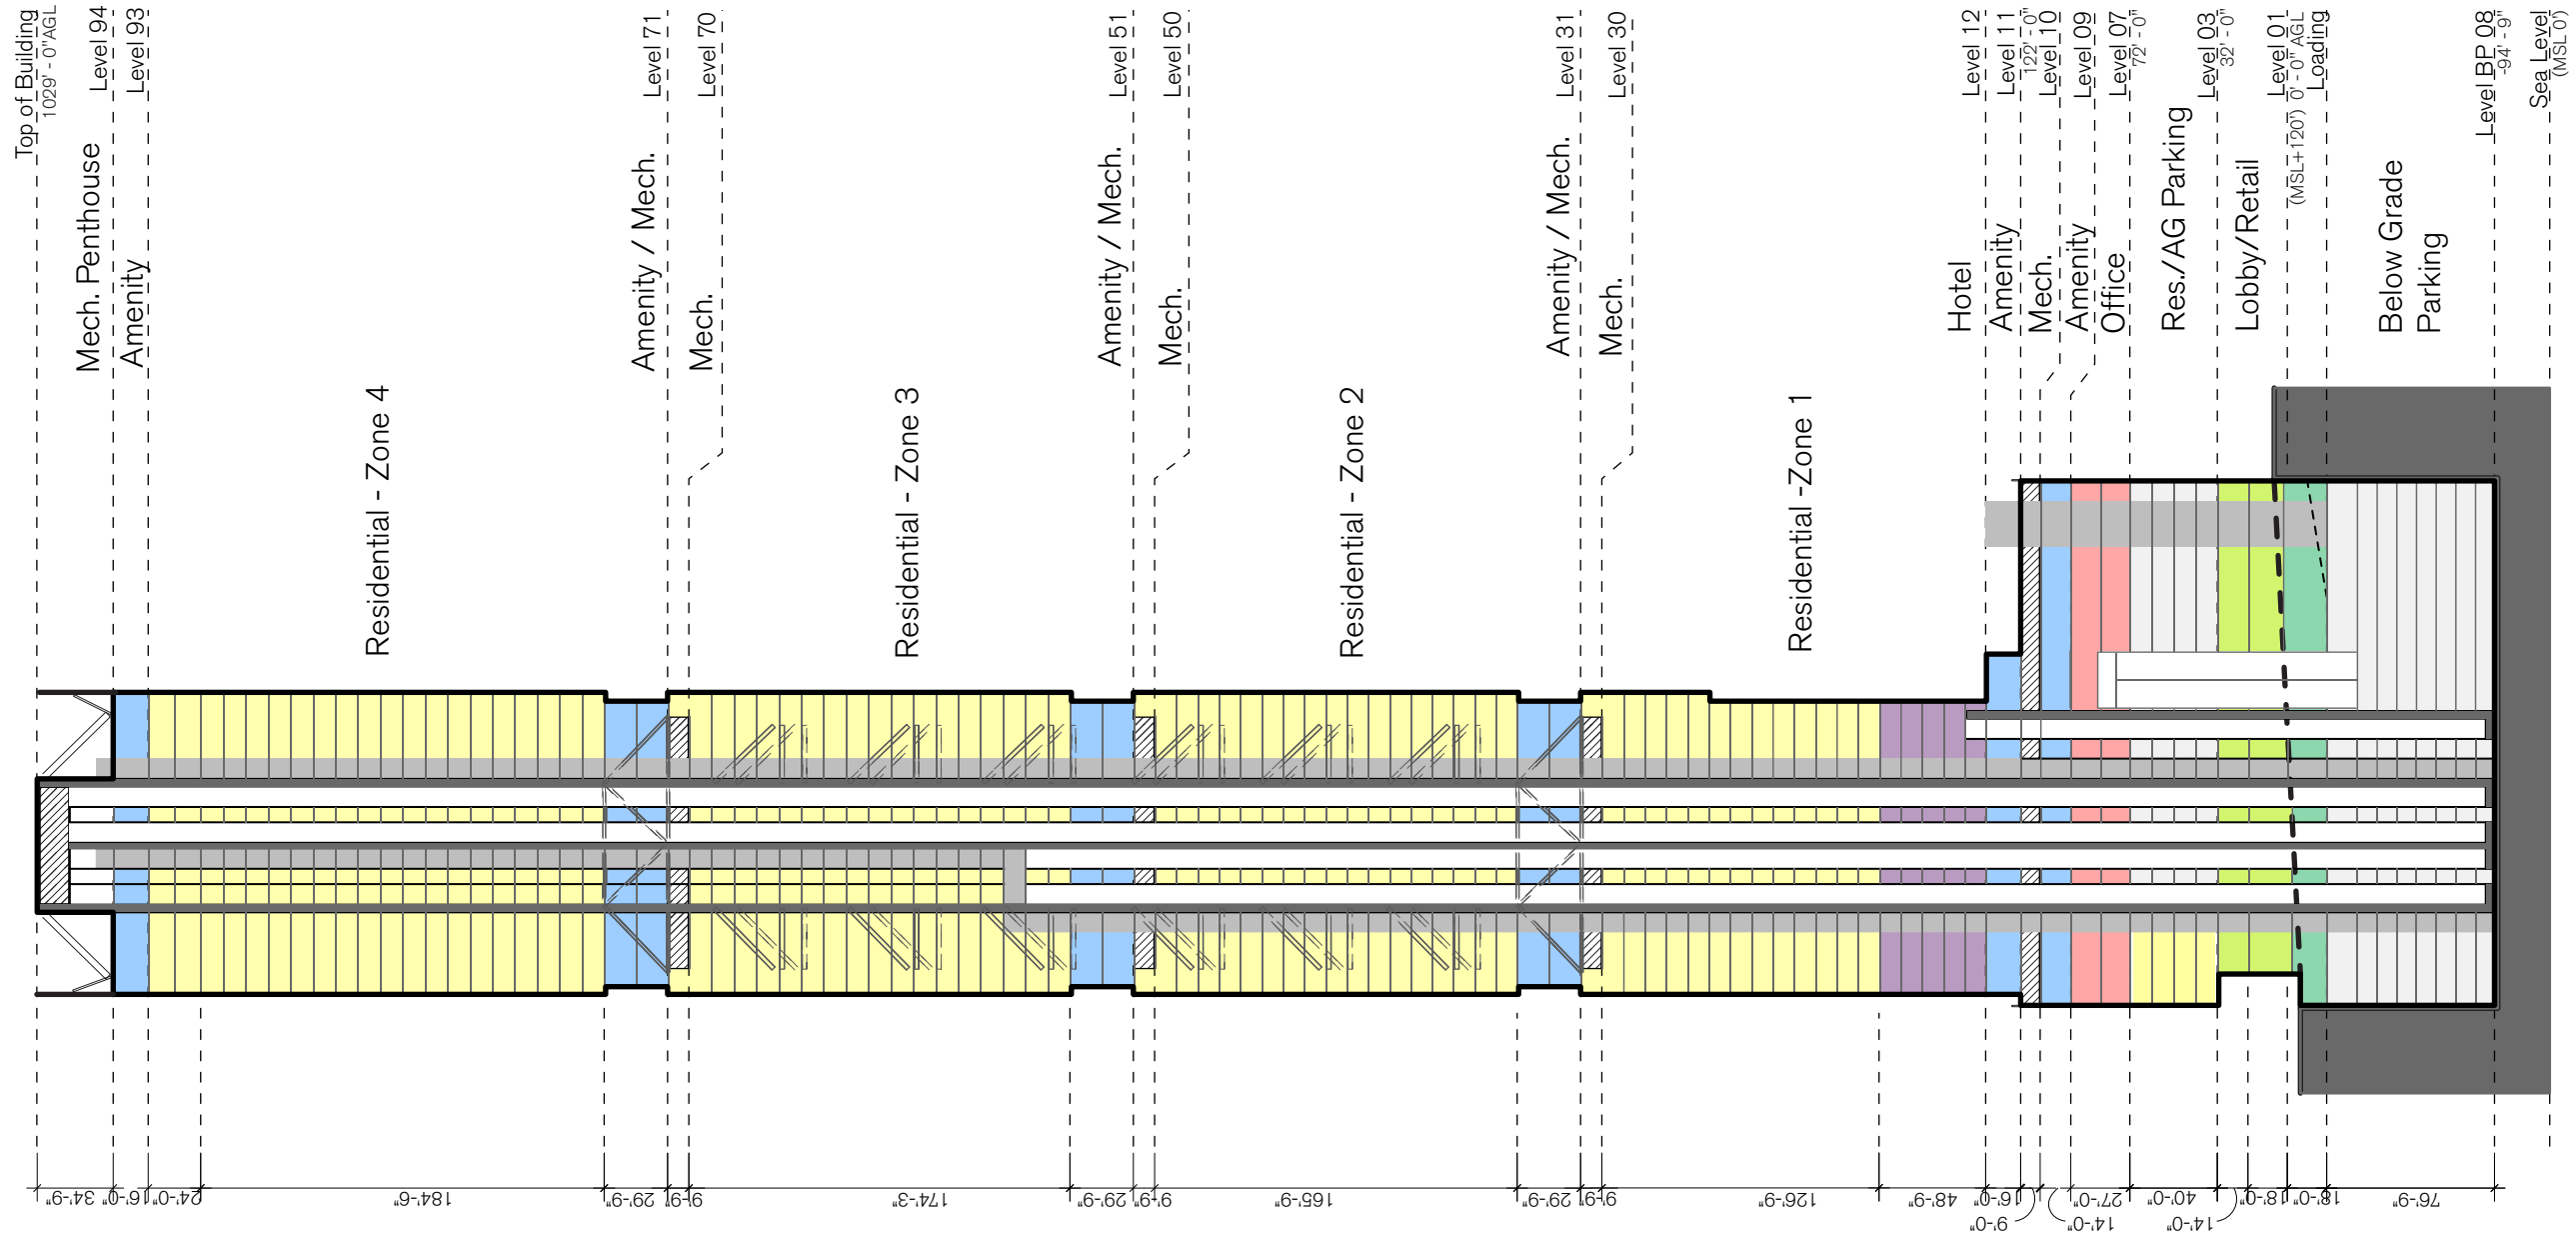 Top of Building
1029' - 0"AGL
Level 94
Level 93
Level 71
Level 70
Level 51
Level 50
Level 31
Level 30
Level 12
Level 11
122' - 0"
Level 10
Level 09
Level 07
72' - 0"
Level 03
32' - 0"
Level 01
(MSL+120') 0' - 0" AGL
Loading
Level BP 08
-94' - 9"
Sea Level
(MSL 0')
Mech. Penthouse
Amenity
Amenity / Mech.
Mech.
Amenity / Mech.
Mech.
Amenity / Mech.
Mech.
Hotel
Amenity
Mech.
Amenity
Office
Res./AG Parking
Lobby/Retail
Below Grade
Parking
Residential - Zone 4
Residential - Zone 3
Residential - Zone 2
Residential -Zone 1
34'-9"
16'-0"
24'-0"
184'-6"
29'-9"
9'-9"
174'-3"
29'-9"
9'-9"
165'-9"
29'-9"
9'-9"
126'-9"
48'-9"
16'-0"
9'-0"
14'-0"
27'-0"
40'-0"
14'-0"
18'-0"
18'-0"
76'-9"